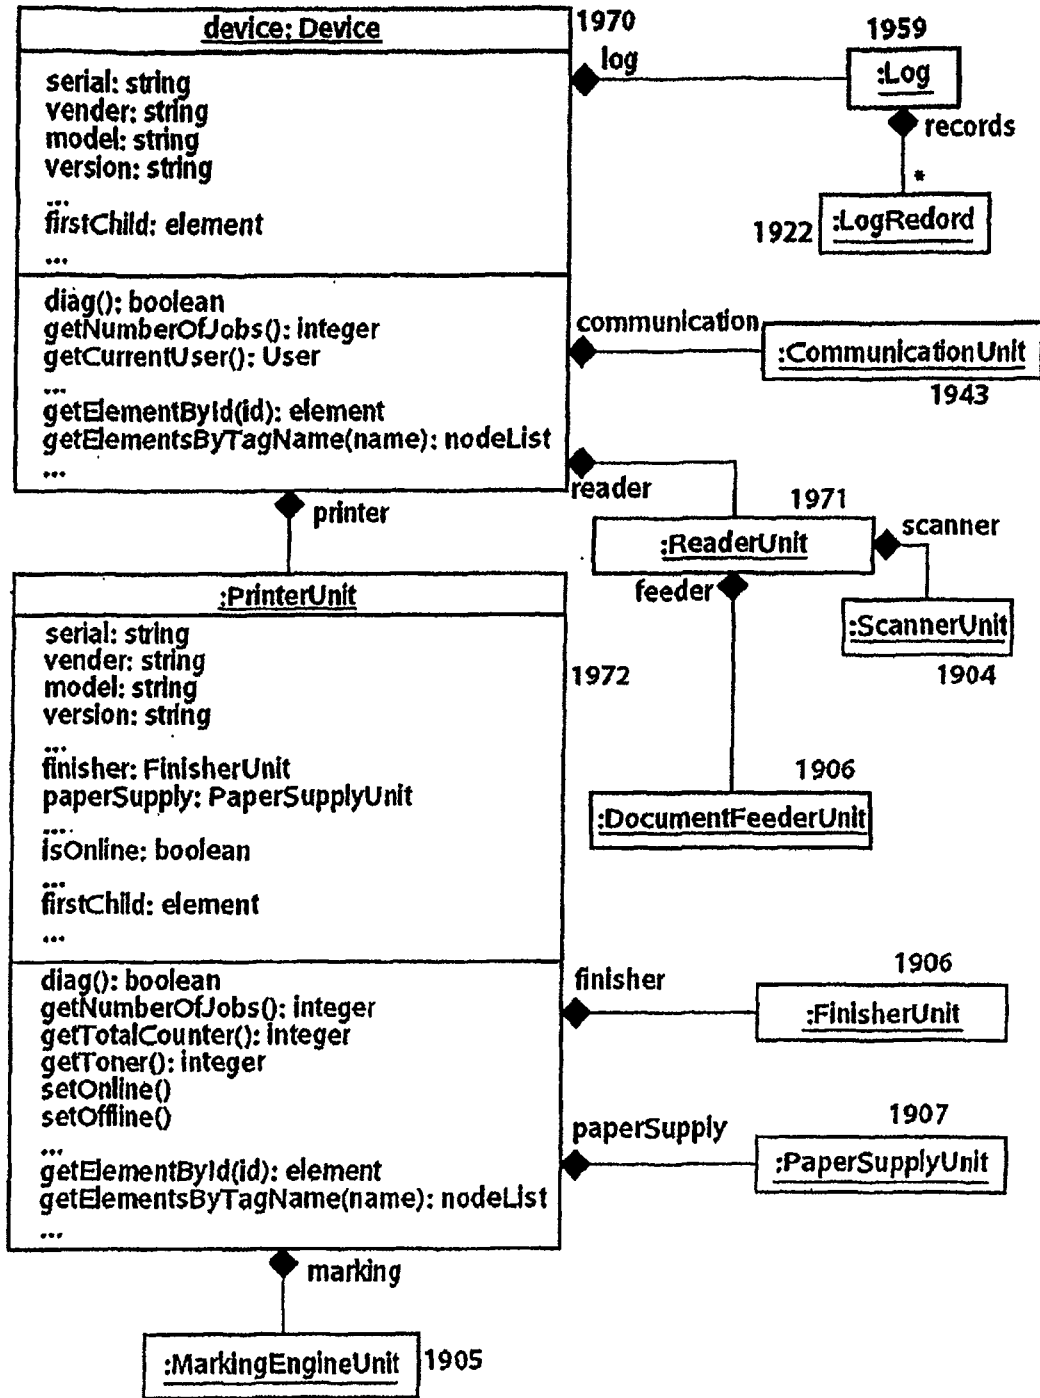 device; Device
serial: string
vender: string
model: string
version: string
...
firstChild: element
...
diag(); boolean
getNumberOfJobs(): integer
getCurrentUser(): User
...
getElementById(id): element
getElementsByTagName(name): nodeList
...
1970
log
1959
:Log
records
*
1922
:LogRedord
communication
:CommunicationUnit
1943
reader
1971
:ReaderUnit
scanner
feeder
:ScannerUnit
1904
1906
:DocumentFeederUnit
printer
:PrinterUnit
1972
serial: string
vender: string
model: string
version: string
...
finisher: FinisherUnit
paperSupply: PaperSupplyUnit
...
isOnline: boolean
...
firstChild: element
...
diag(): boolean
getNumberOfJobs(): integer
getTotalCounter(): integer
getToner(): integer
setOnline()
setOffline()
...
getElementById(id): element
getElementsByTagName(name): nodeList
...
finisher
1906
:FinisherUnit
paperSupply
1907
:PaperSupplyUnit
marking
:MarkingEngineUnit
1905